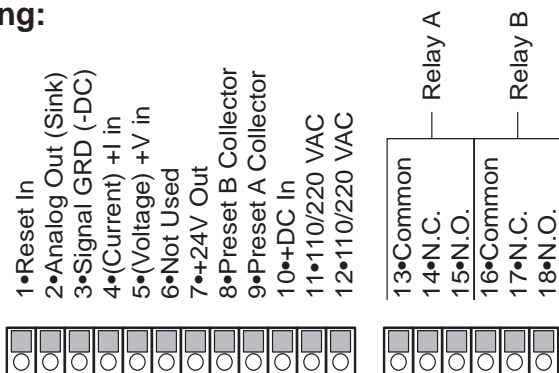 ng:
1•Reset In
2•Analog Out (Sink)
3•Signal GRD (-DC)
4•(Current) +I in
5•(Voltage) +V in
6•Not Used
7•+24V Out
8•Preset B Collector
9•Preset A Collector
10•+DC In
11•110/220 VAC
12•110/220 VAC
Relay A
13•Common
14•N.C.
15•N.O.
Relay B
16•Common
17•N.C.
18•N.O.